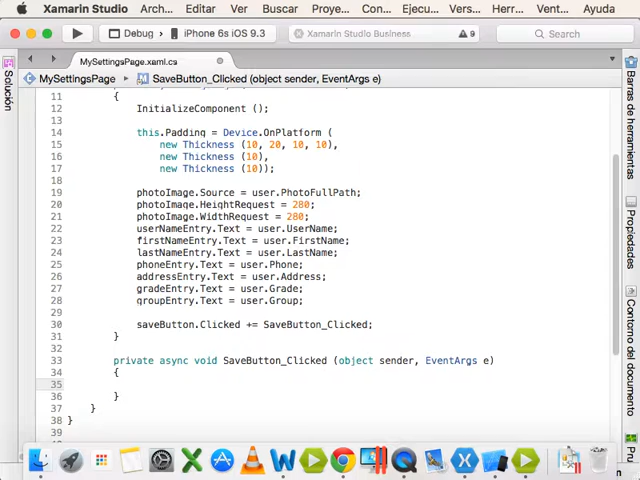 Xamarin Studio Arch... Editar Ver Buscar Proye... Con... Ejecu... Vers... Herr... Vent... Ayuda
Debug iPhone 6s iOS 9.3 Xamarin Studio Business 9 Search
MySettingsPage.xaml.cs
MySettingsPage SaveButton_Clicked (object sender, EventArgs e)
Solución
11 {
12 InitializeComponent ();
13
14 this.Padding = Device.OnPlatform (
15 new Thickness (10, 20, 10, 10),
16 new Thickness (10),
17 new Thickness (10));
18
19 photoImage.Source = user.PhotoFullPath;
20 photoImage.HeightRequest = 280;
21 photoImage.WidthRequest = 280;
22 userNameEntry.Text = user.UserName;
23 firstNameEntry.Text = user.FirstName;
24 lastNameEntry.Text = user.LastName;
25 phoneEntry.Text = user.Phone;
26 addressEntry.Text = user.Address;
27 gradeEntry.Text = user.Grade;
28 groupEntry.Text = user.Group;
29
30 saveButton.Clicked += SaveButton_Clicked;
31 }
32
33 private async void SaveButton_Clicked (object sender, EventArgs e)
34 {
35
36 }
37 }
38 }
39
Barras de herramientas
Propiedades
Contorno del documento
Pru